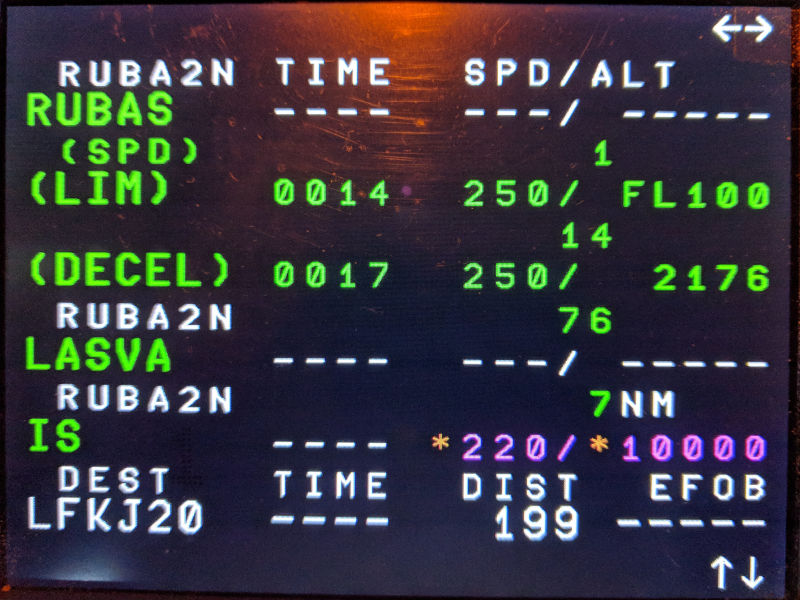 ←→
RUBA2N TIME SPD/ALT
RUBAS ---- ---/ -----
(SPD) 1
(LIM) 0014 250/ FL100
14
(DECEL) 0017 250/ 2176
RUBA2N 76
LASVA ---- ---/ -----
RUBA2N 7NM
IS ---- *220/ *10000
DEST TIME DIST EFOB
LFKJ20 ---- 199 -----
↑↓